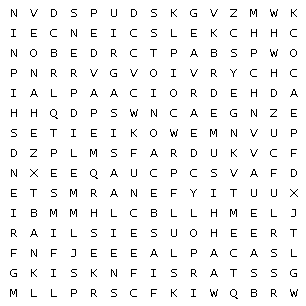 N V D S P U D S K G V Z M W K
I E C N E I C S L E K C H H C
N O B E D R C T P A B S P W O
P N R R V G V O I V R Y C H C
I A L P A A C I O R D E H D A
H H Q D P S W N C A E G N Z E
S E T I E I K O W E M N V U P
D Z P L M S F A R D U K V C F
N X E E Q A U C P C S V A F D
E T S M R A N E F Y I T U U X
I B M M H L C B L L H M E L J
R A I L S I E S U O H E E R T
F N F J E E E A L P A C A S L
G K I S K N F I S R A T S S G
M L L P R S C F K I W Q B R W